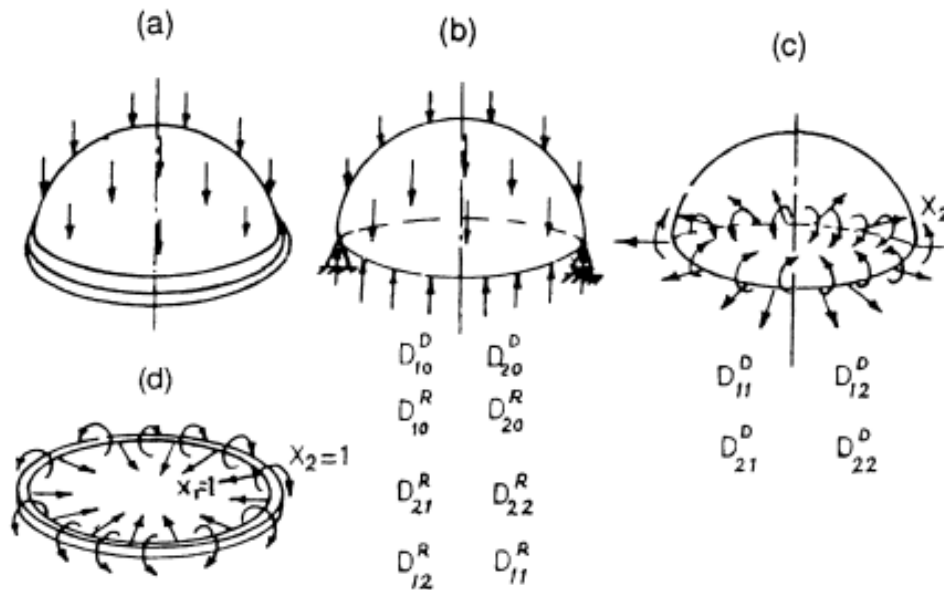 (a)
(b)
(c)
X₂
D₁₀ᴰ D₂₀ᴰ
D₁₀ᴿ D₂₀ᴿ
D₂₁ᴿ D₂₂ᴿ
D₁₂ᴿ D₁₁ᴿ
D₁₁ᴰ D₁₂ᴰ
D₂₁ᴰ D₂₂ᴰ
(d)
X₂=1
X₁=1